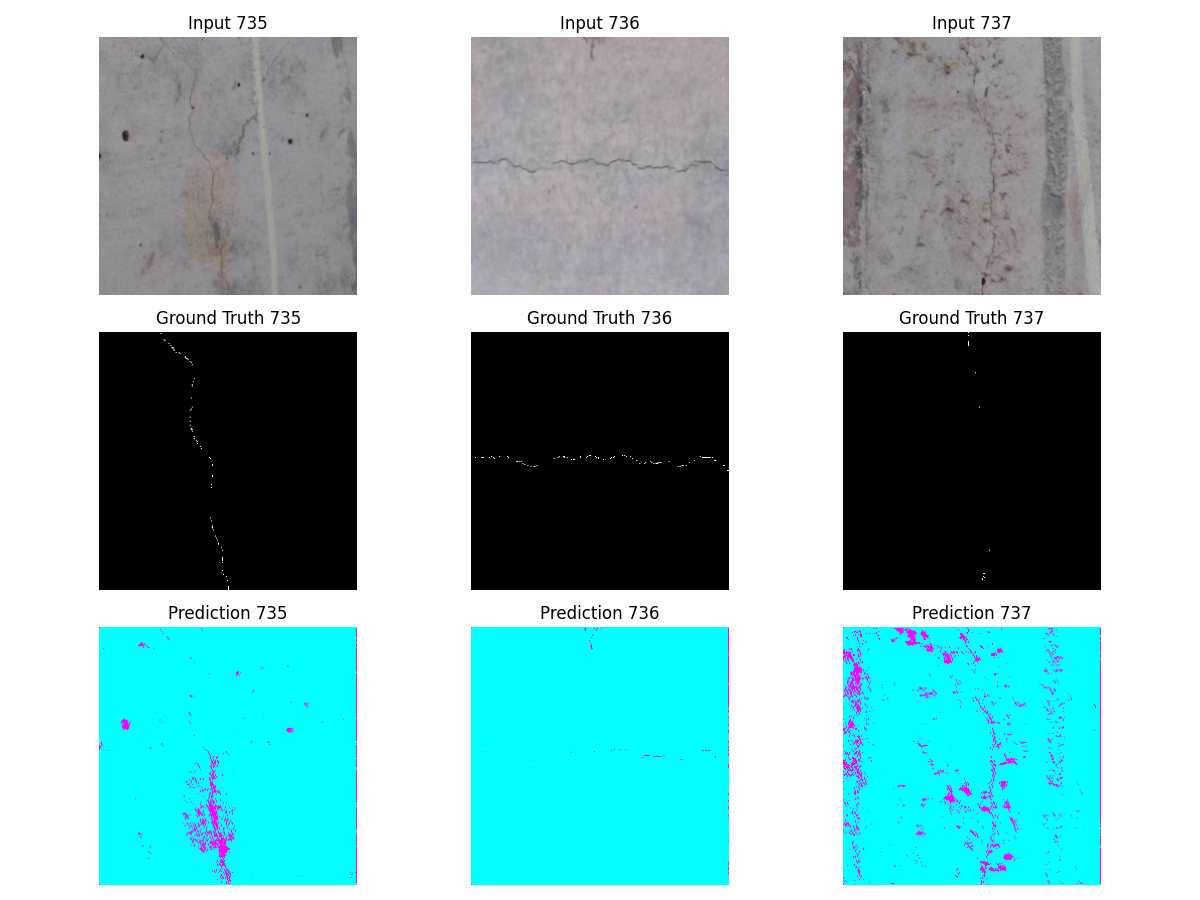 Input 735
Input 736
Input 737
Ground Truth 735
Ground Truth 736
Ground Truth 737
Prediction 735
Prediction 736
Prediction 737